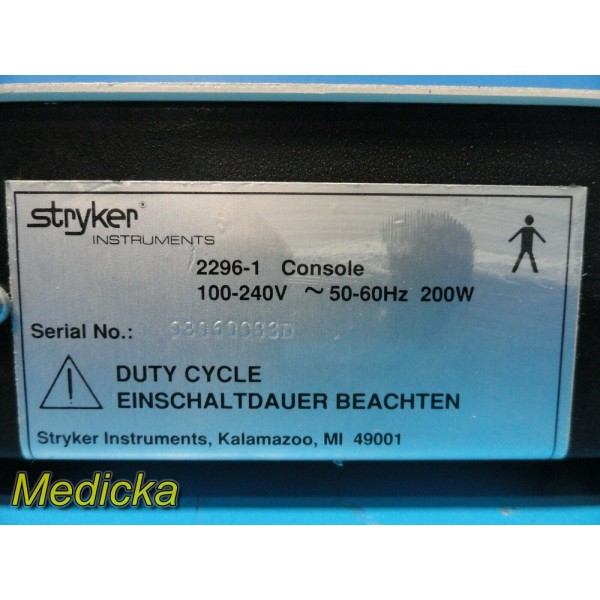 stryker®
INSTRUMENTS
2296-1 Console
100-240V ~ 50-60Hz 200W
Serial No.: 98060083D
DUTY CYCLE
EINSCHALTDAUER BEACHTEN
Stryker Instruments, Kalamazoo, MI 49001
Medicka